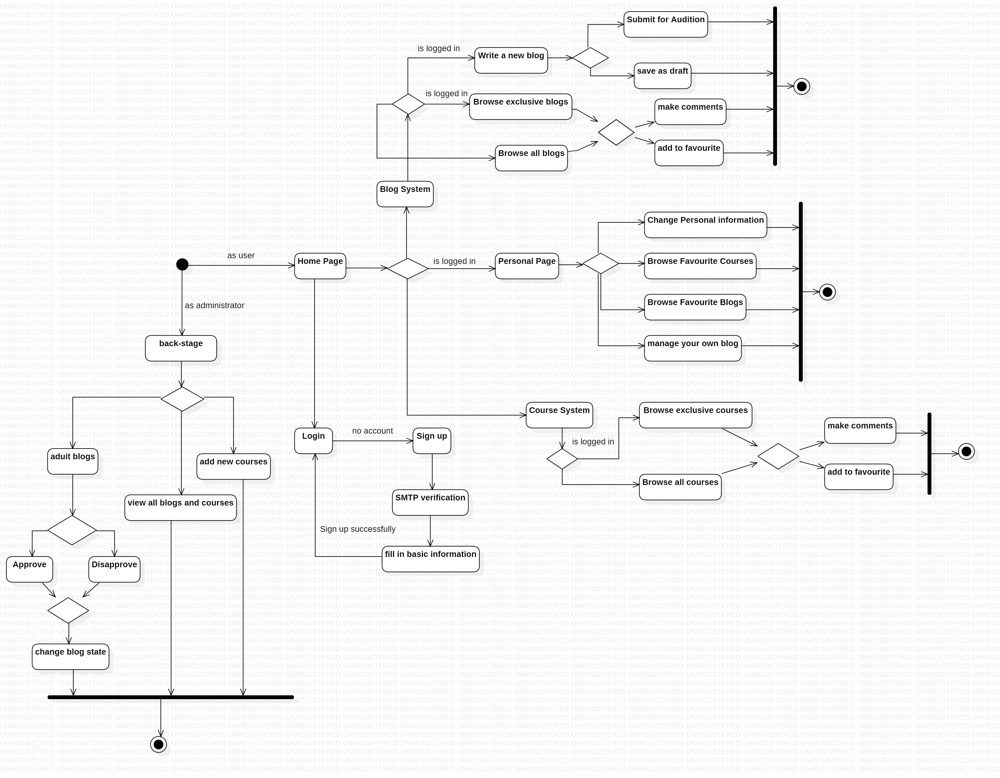 Submit for Audition
is logged in
Write a new blog
save as draft
is logged in
Browse exclusive blogs
make comments
Browse all blogs
add to favourite
Blog System
Change Personal information
as user
Home Page
is logged in
Personal Page
Browse Favourite Courses
as administrator
Browse Favourite Blogs
back-stage
manage your own blog
Course System
Browse exclusive courses
make comments
Login
no account
Sign up
is logged in
aduit blogs
add new courses
add to favourite
Browse all courses
view all blogs and courses
SMTP verification
Sign up successfully
fill in basic information
Approve
Disapprove
change blog state
UNREGISTERED